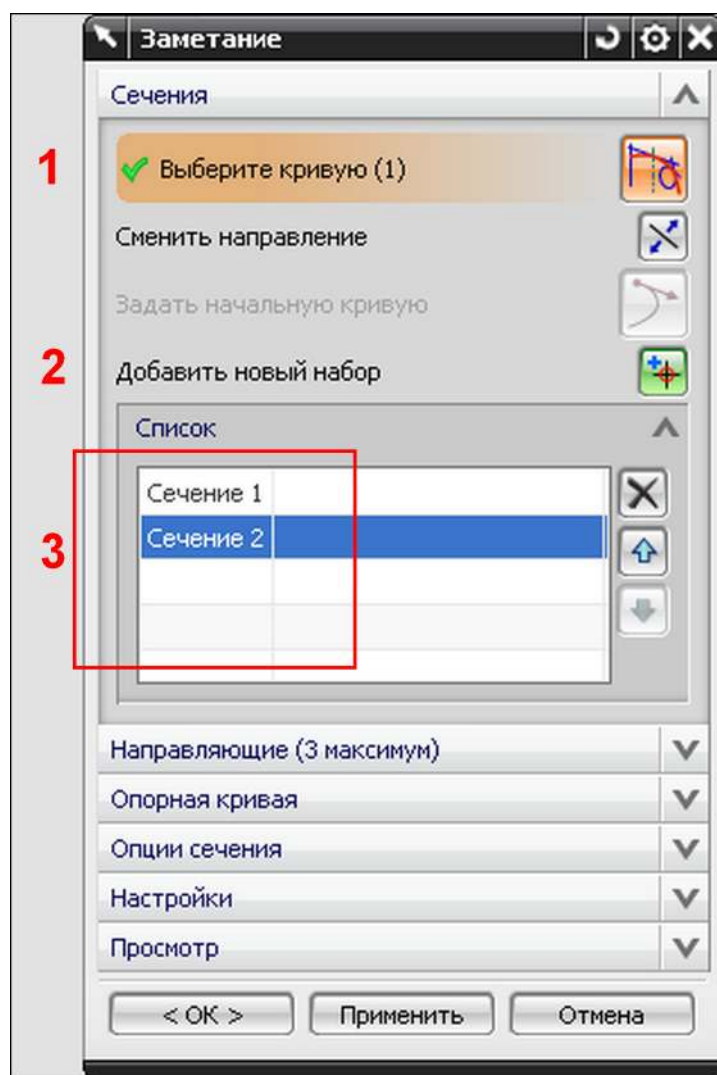 Заметание
Сечения
1
Выберите кривую (1)
Сменить направление
Задать начальную кривую
2
Добавить новый набор
Список
Сечение 1
3
Сечение 2
Направляющие (3 максимум)
Опорная кривая
Опции сечения
Настройки
Просмотр
< ОК > Применить Отмена